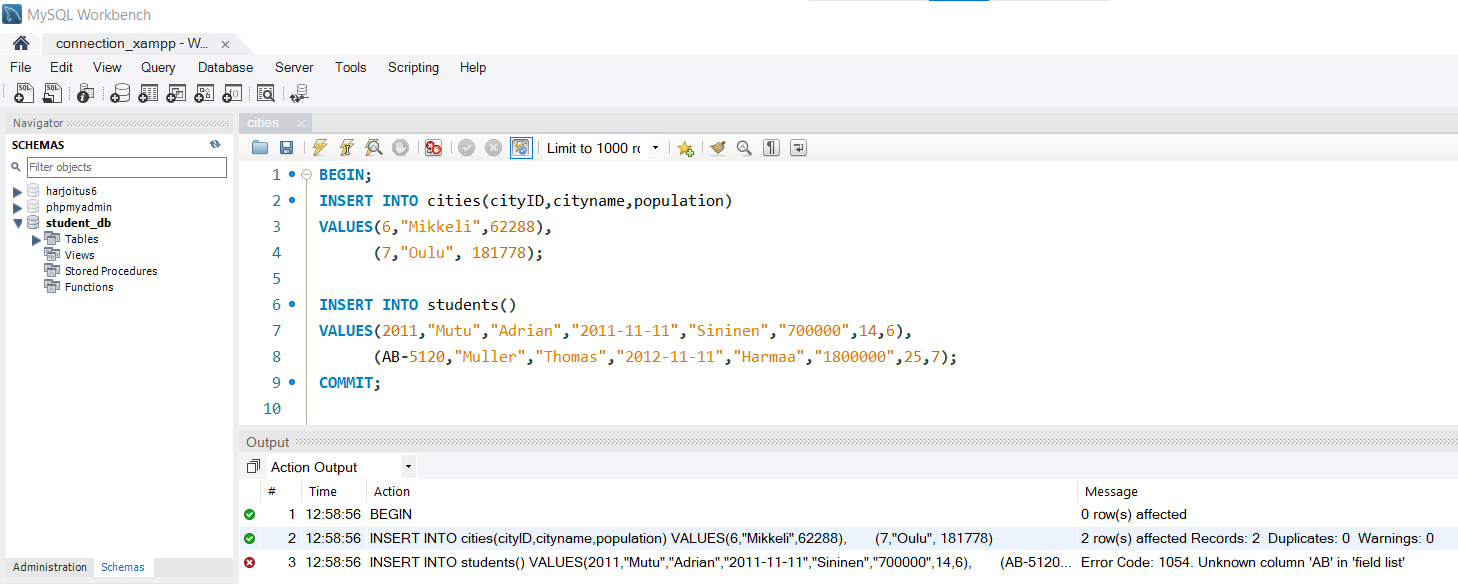 MySQL Workbench
connection_xampp - W... ×
File Edit View Query Database Server Tools Scripting Help
Navigator
cities ×
SCHEMAS
Limit to 1000 r
Filter objects
harjoitus6
phpmyadmin
student_db
Tables
Views
Stored Procedures
Functions
1 BEGIN;
2 INSERT INTO cities(cityID,cityname,population)
3 VALUES(6,"Mikkeli",62288),
4 (7,"Oulu", 181778);
5
6 INSERT INTO students()
7 VALUES(2011,"Mutu","Adrian","2011-11-11","Sininen","700000",14,6),
8 (AB-5120,"Muller","Thomas","2012-11-11","Harmaa","1800000",25,7);
9 COMMIT;
10
Output
Action Output
# Time Action Message
1 12:58:56 BEGIN 0 row(s) affected
2 12:58:56 INSERT INTO cities(cityID,cityname,population) VALUES(6,"Mikkeli",62288), (7,"Oulu", 181778) 2 row(s) affected Records: 2 Duplicates: 0 Warnings: 0
3 12:58:56 INSERT INTO students() VALUES(2011,"Mutu","Adrian","2011-11-11","Sininen","700000",14,6), (AB-5120... Error Code: 1054. Unknown column 'AB' in 'field list'
Administration Schemas